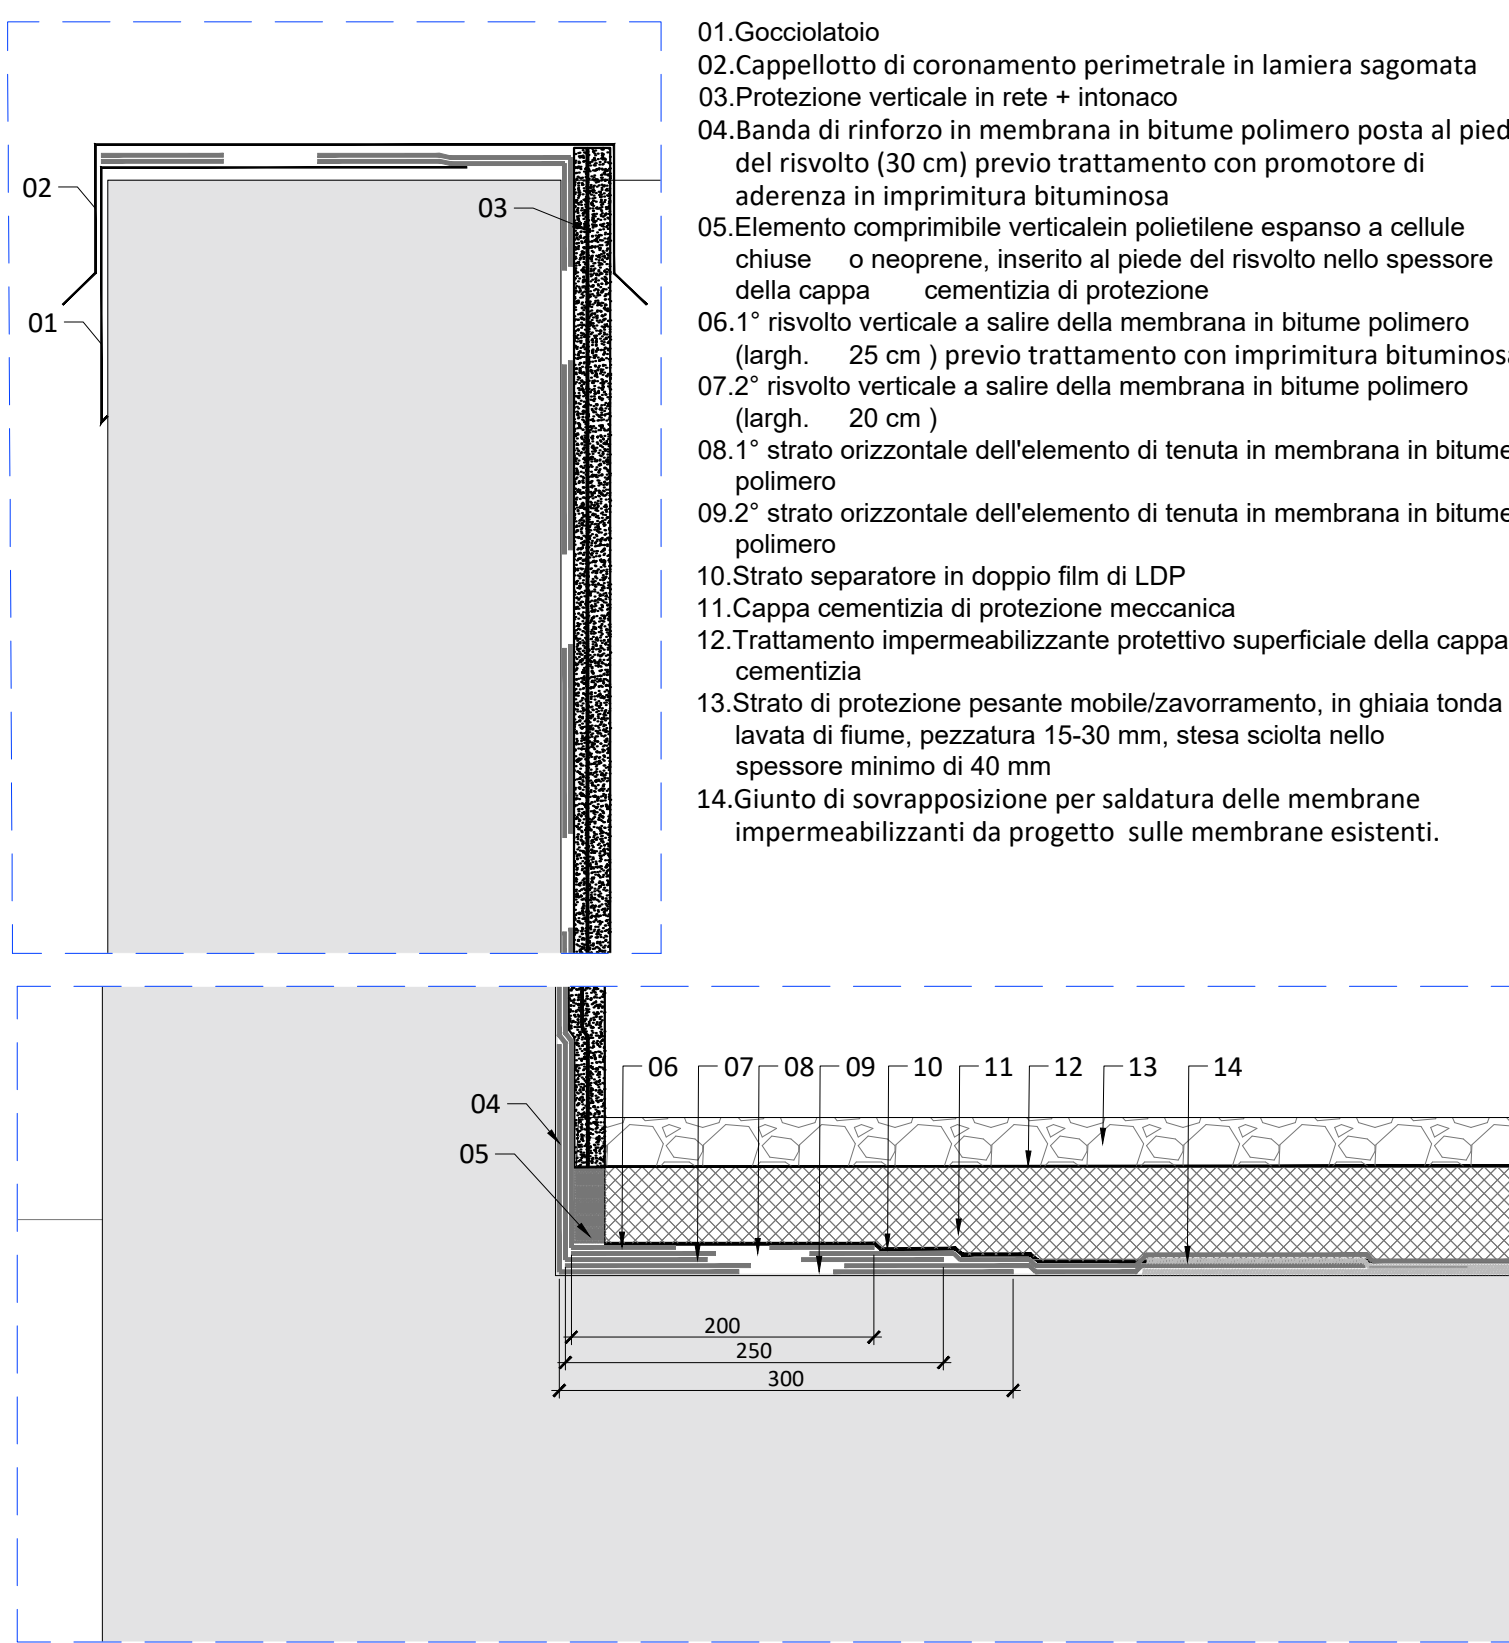 01.Gocciolatoio
02.Cappellotto di coronamento perimetrale in lamiera sagomata
03.Protezione verticale in rete + intonaco
04.Banda di rinforzo in membrana in bitume polimero posta al pied
del risvolto (30 cm) previo trattamento con promotore di
aderenza in imprimitura bituminosa
05.Elemento comprimibile verticalein polietilene espanso a cellule
chiuse o neoprene, inserito al piede del risvolto nello spessore
della cappa cementizia di protezione
06.1° risvolto verticale a salire della membrana in bitume polimero
(largh. 25 cm ) previo trattamento con imprimitura bituminosa
07.2° risvolto verticale a salire della membrana in bitume polimero
(largh. 20 cm )
08.1° strato orizzontale dell'elemento di tenuta in membrana in bitume
polimero
09.2° strato orizzontale dell'elemento di tenuta in membrana in bitume
polimero
10.Strato separatore in doppio film di LDP
11.Cappa cementizia di protezione meccanica
12.Trattamento impermeabilizzante protettivo superficiale della cappa
cementizia
13.Strato di protezione pesante mobile/zavorramento, in ghiaia tonda
lavata di fiume, pezzatura 15-30 mm, stesa sciolta nello
spessore minimo di 40 mm
14.Giunto di sovrapposizione per saldatura delle membrane
impermeabilizzanti da progetto sulle membrane esistenti.
02
03
01
06 07 08 09 10 11 12 13 14
04
05
200
250
300